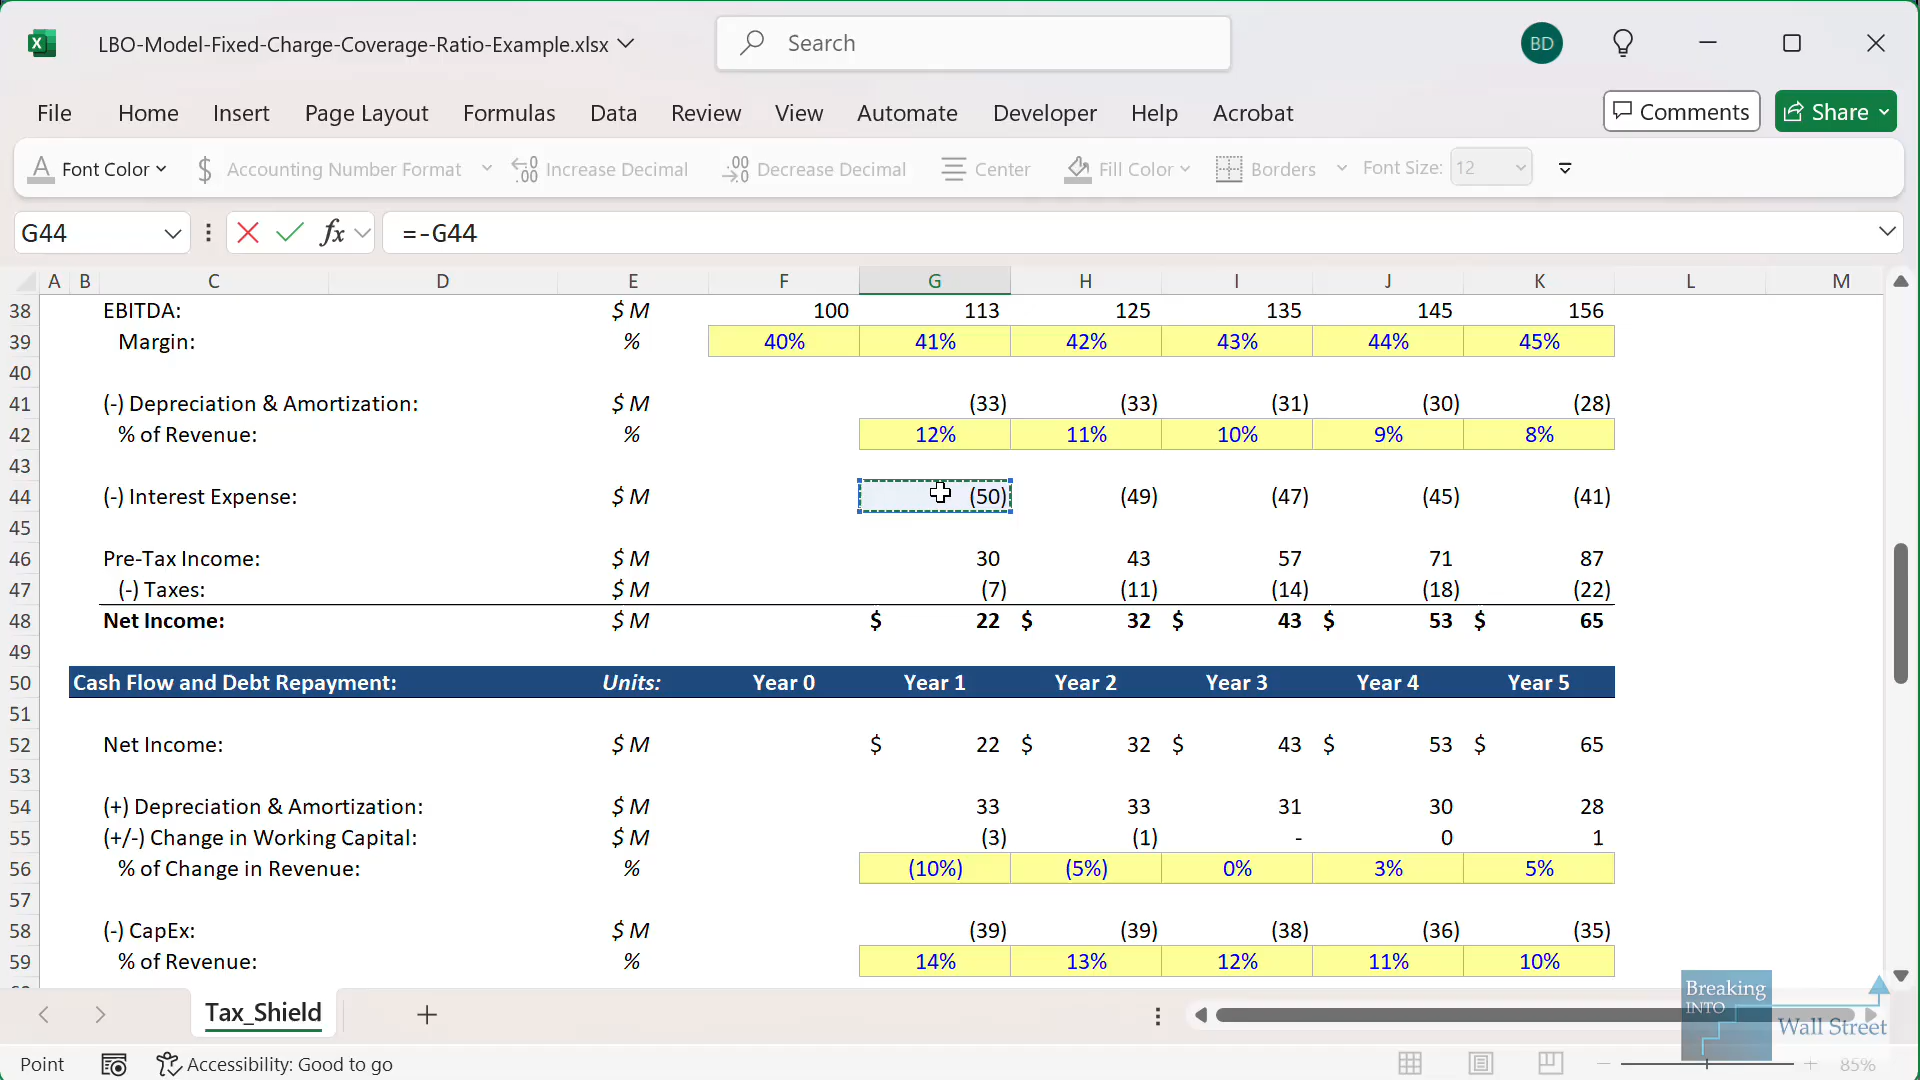 LBO-Model-Fixed-Charge-Coverage-Ratio-Example.xlsx Search BD
File Home Insert Page Layout Formulas Data Review View Automate Developer Help Acrobat Comments Share
Font Color $ Accounting Number Format Increase Decimal Decrease Decimal Center Fill Color Borders Font Size: 12
G44 fx =-G44
A B C D E F G H I J K L M
38 EBITDA: $ M 100 113 125 135 145 156
39 Margin: % 40% 41% 42% 43% 44% 45%
40
41 (-) Depreciation & Amortization: $ M (33) (33) (31) (30) (28)
42 % of Revenue: % 12% 11% 10% 9% 8%
43
44 (-) Interest Expense: $ M (50) (49) (47) (45) (41)
45
46 Pre-Tax Income: $ M 30 43 57 71 87
47 (-) Taxes: $ M (7) (11) (14) (18) (22)
48 Net Income: $ M $ 22 $ 32 $ 43 $ 53 $ 65
49
50 Cash Flow and Debt Repayment: Units: Year 0 Year 1 Year 2 Year 3 Year 4 Year 5
51
52 Net Income: $ M $ 22 $ 32 $ 43 $ 53 $ 65
53
54 (+) Depreciation & Amortization: $ M 33 33 31 30 28
55 (+/-) Change in Working Capital: $ M (3) (1) - 0 1
56 % of Change in Revenue: % (10%) (5%) 0% 3% 5%
57
58 (-) CapEx: $ M (39) (39) (38) (36) (35)
59 % of Revenue: % 14% 13% 12% 11% 10%
Tax_Shield
Breaking
INTO
Wall Street
Point Accessibility: Good to go 85%